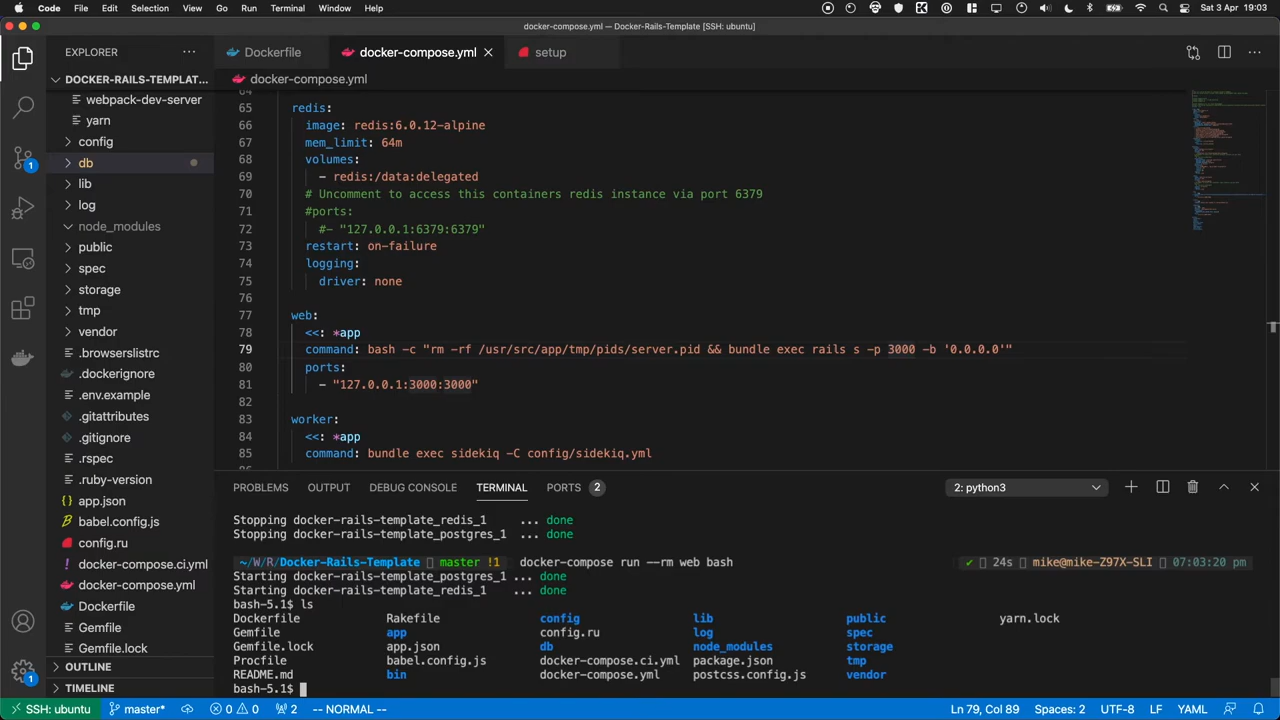 Code File Edit Selection View Go Run Terminal Window Help Sat 3 Apr 19:03
docker-compose.yml — Docker-Rails-Template [SSH: ubuntu]
EXPLORER
DOCKER-RAILS-TEMPLAT...
webpack-dev-server
yarn
config
db
lib
log
node_modules
public
spec
storage
tmp
vendor
.browserslistrc
.dockerignore
.env.example
.gitattributes
.gitignore
.rspec
.ruby-version
app.json
babel.config.js
config.ru
docker-compose.ci.yml
docker-compose.yml
Dockerfile
Gemfile
Gemfile.lock
OUTLINE
TIMELINE
1
1
Dockerfile docker-compose.yml setup
docker-compose.yml
64
65 redis:
66 image: redis:6.0.12-alpine
67 mem_limit: 64m
68 volumes:
69 - redis:/data:delegated
70 # Uncomment to access this containers redis instance via port 6379
71 #ports:
72 #- "127.0.0.1:6379:6379"
73 restart: on-failure
74 logging:
75 driver: none
76
77 web:
78 <<: *app
79 command: bash -c "rm -rf /usr/src/app/tmp/pids/server.pid && bundle exec rails s -p 3000 -b '0.0.0.0'"
80 ports:
81 - "127.0.0.1:3000:3000"
82
83 worker:
84 <<: *app
85 command: bundle exec sidekiq -C config/sidekiq.yml
PROBLEMS OUTPUT DEBUG CONSOLE TERMINAL PORTS 2 2: python3
Stopping docker-rails-template_redis_1 ... done
Stopping docker-rails-template_postgres_1 ... done
~/W/R/Docker-Rails-Template master !1 docker-compose run --rm web bash ✔ 24s mike@mike-Z97X-SLI 07:03:20 pm
Starting docker-rails-template_postgres_1 ... done
Starting docker-rails-template_redis_1 ... done
bash-5.1$ ls
Dockerfile Rakefile config lib public yarn.lock
Gemfile app config.ru log spec
Gemfile.lock app.json db node_modules storage
Procfile babel.config.js docker-compose.ci.yml package.json tmp
README.md bin docker-compose.yml postcss.config.js vendor
bash-5.1$
SSH: ubuntu master* 0 0 2 -- NORMAL -- Ln 79, Col 89 Spaces: 2 UTF-8 LF YAML